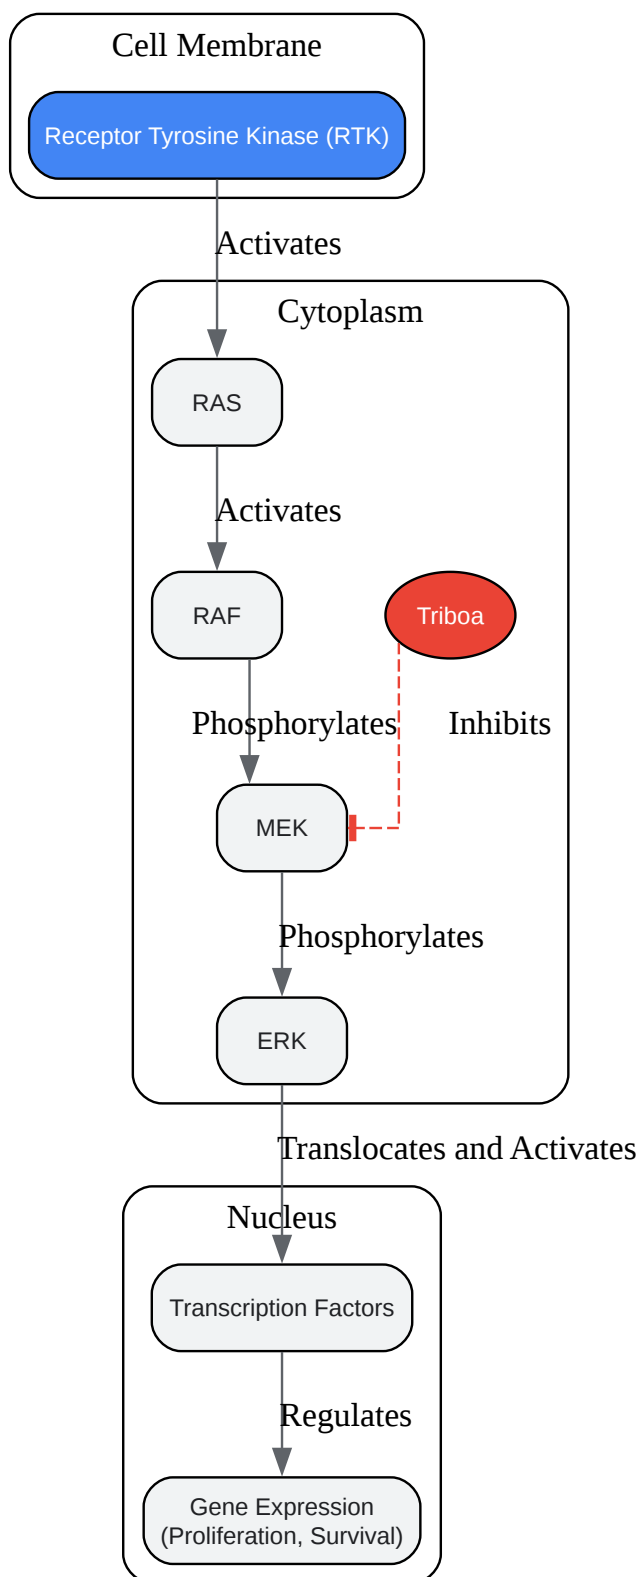 Cell Membrane
Receptor Tyrosine Kinase (RTK)
Activates
Cytoplasm
RAS
Activates
RAF
Triboa
Phosphorylates
Inhibits
MEK
Phosphorylates
ERK
Translocates and Activates
Nucleus
Transcription Factors
Regulates
Gene Expression
(Proliferation, Survival)